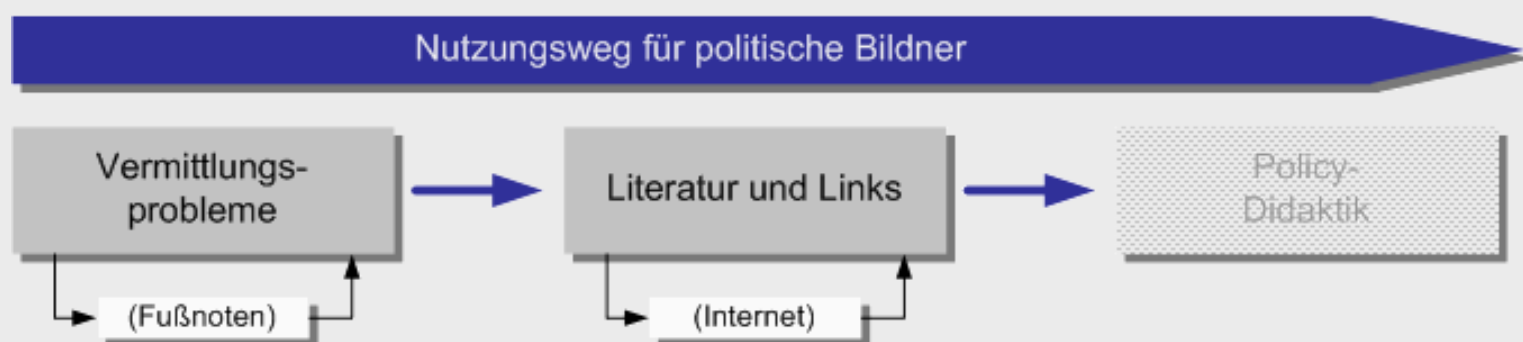 Nutzungsweg für politische Bildner
Vermittlungs-
probleme
Literatur und Links
Policy-
Didaktik
(Fußnoten)
(Internet)